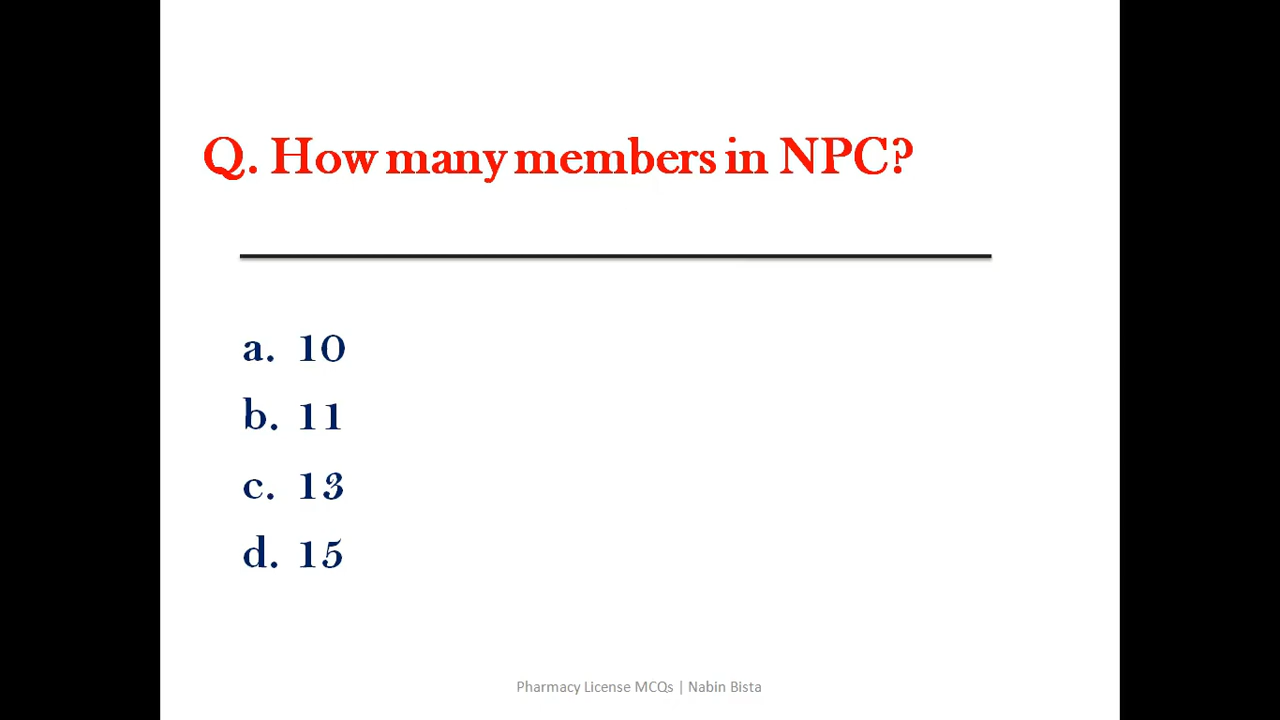 Q. How many members in NPC?
a. 10
b. 11
c. 13
d. 15
Pharmacy License MCQs | Nabin Bista